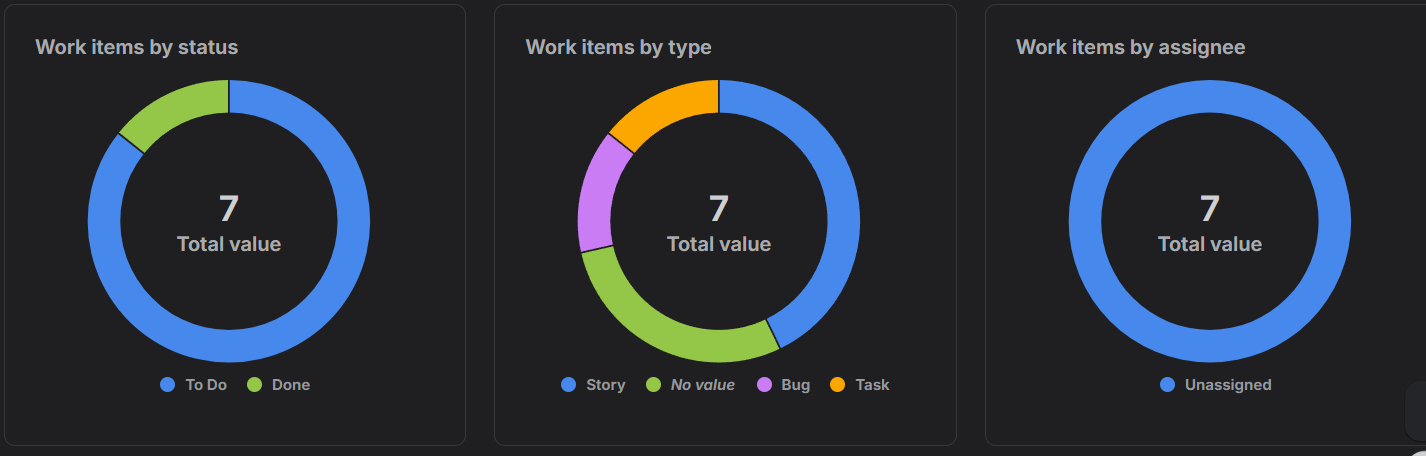 Work items by status
7
Total value
To Do Done
Work items by type
7
Total value
Story No value Bug Task
Work items by assignee
7
Total value
Unassigned